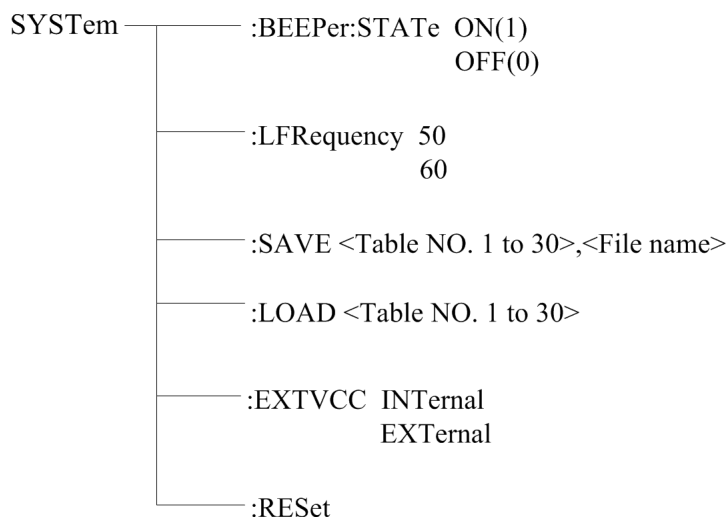 SYSTem :BEEPer:STATe ON(1)
OFF(0)
:LFRequency 50
60
:SAVE <Table NO. 1 to 30>,<File name>
:LOAD <Table NO. 1 to 30>
:EXTVCC INTernal
EXTernal
:RESet